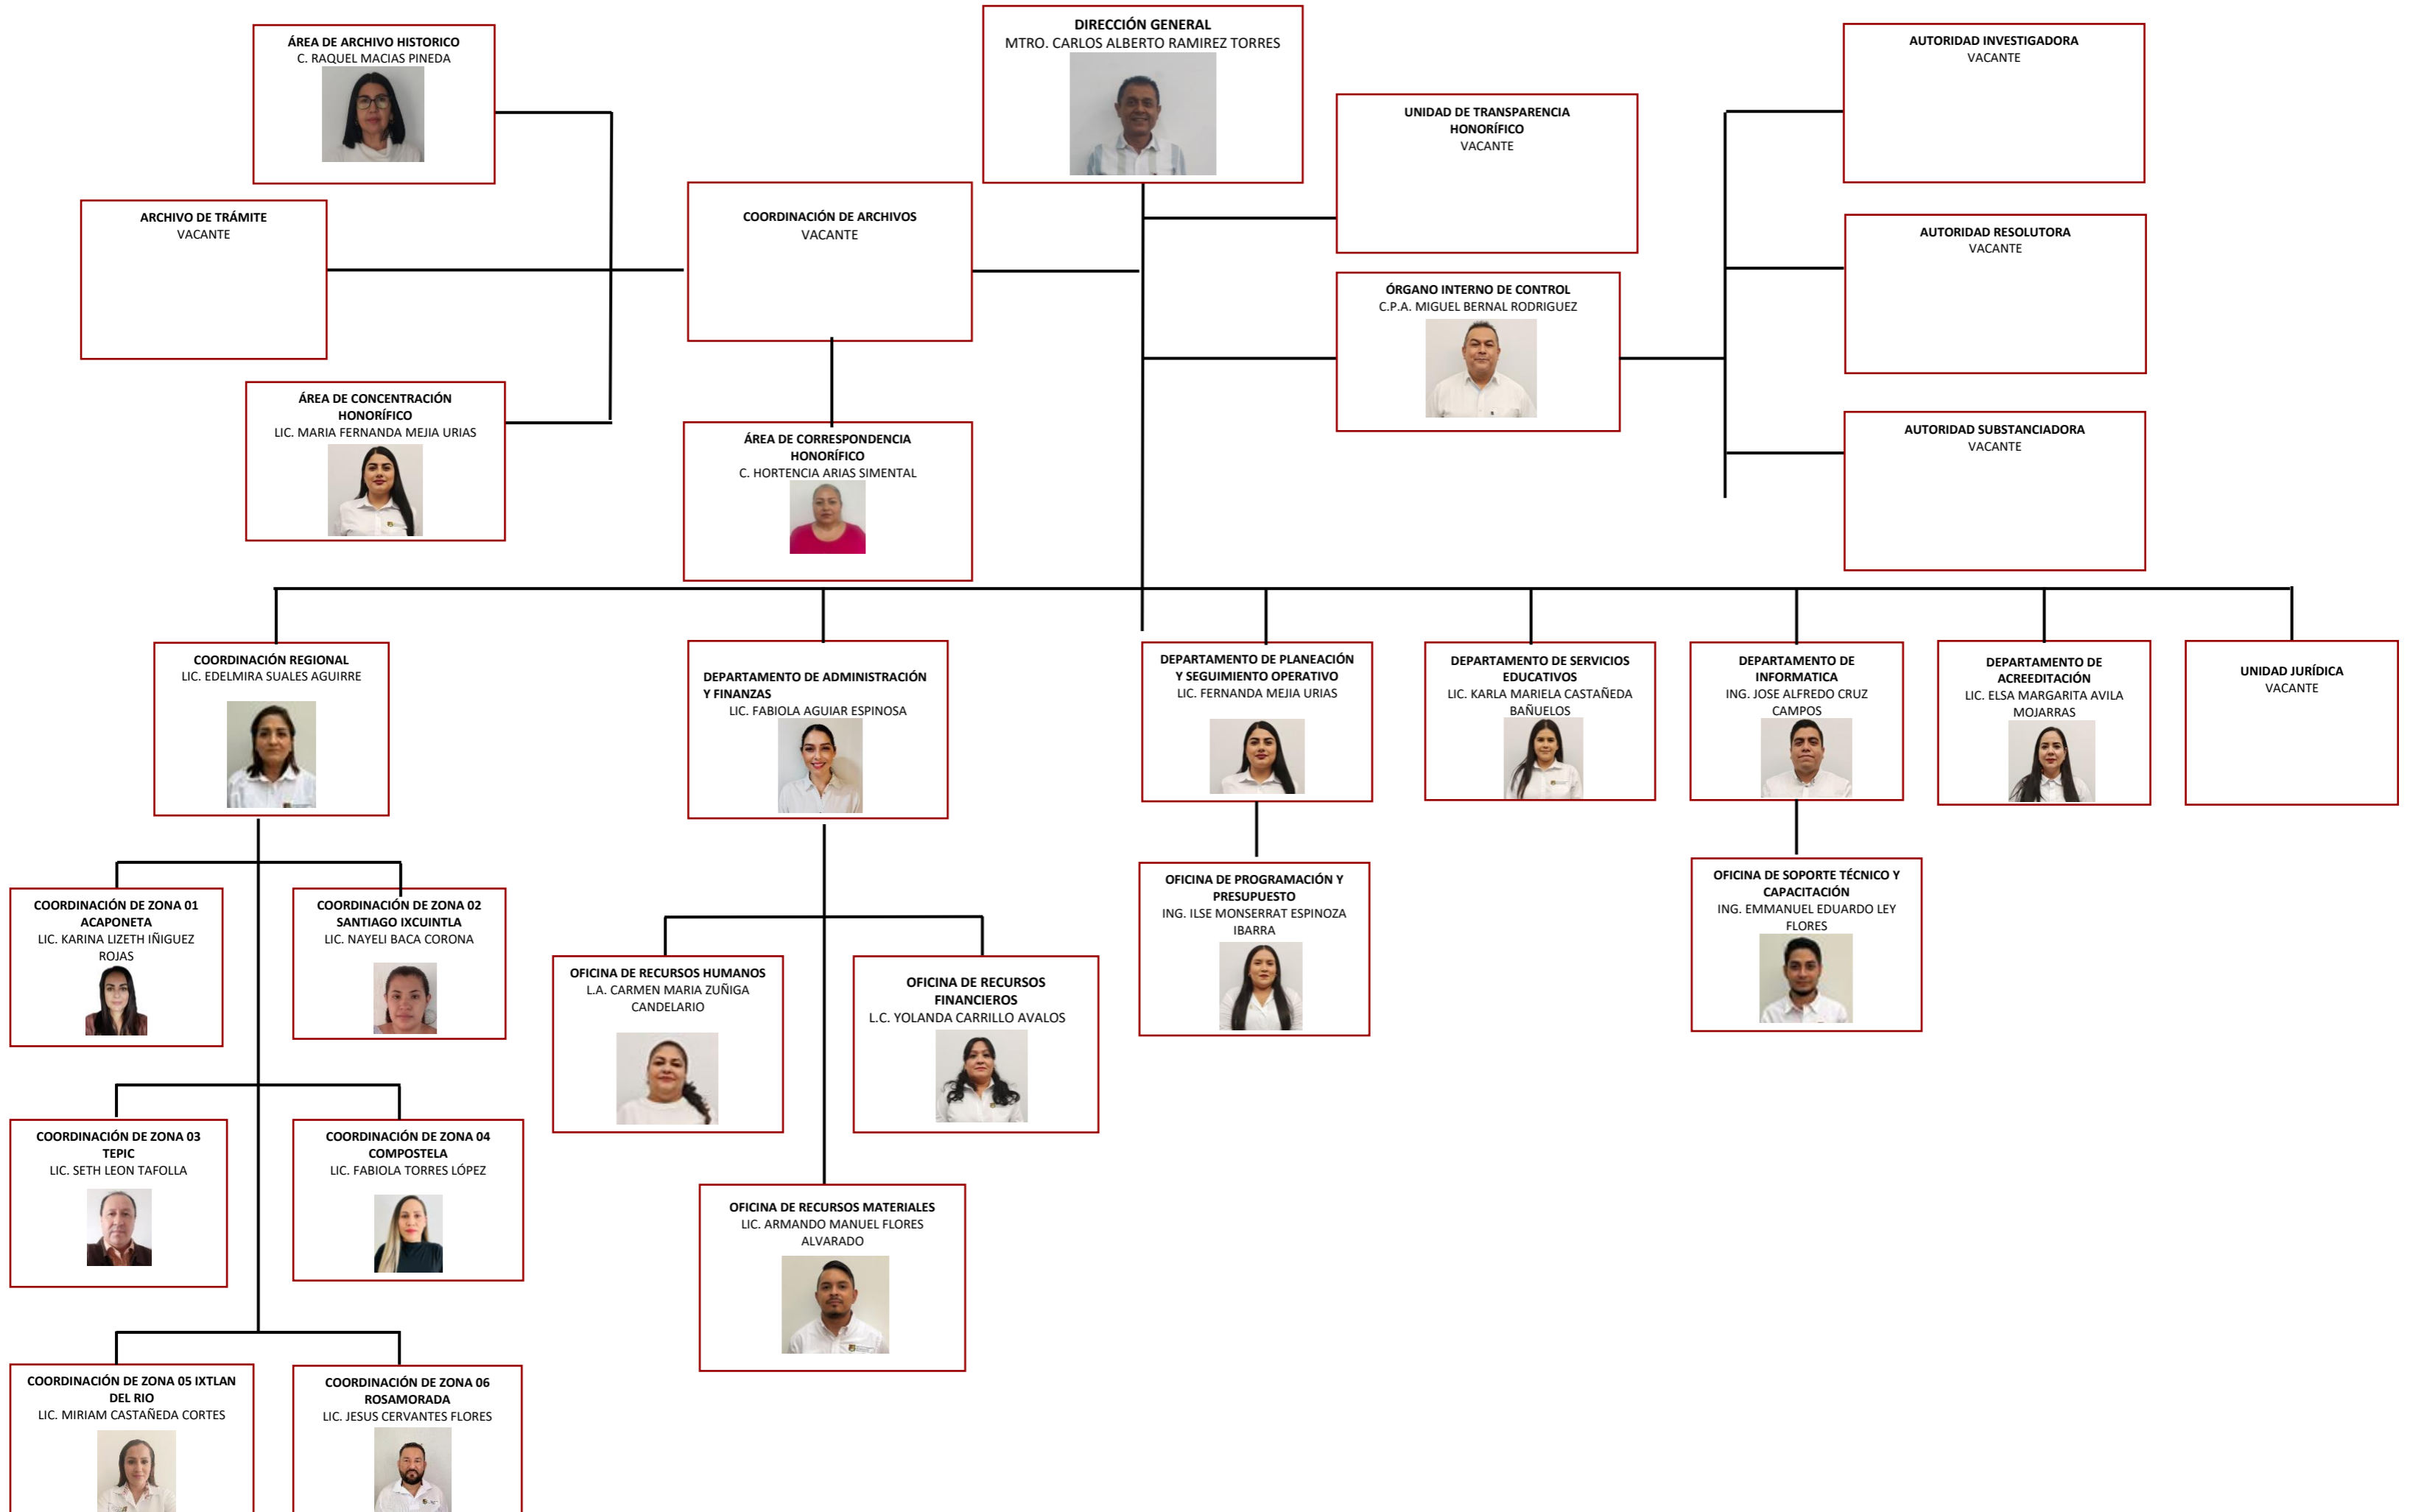 DIRECCIÓN GENERAL
MTRO. CARLOS ALBERTO RAMIREZ TORRES
ÁREA DE ARCHIVO HISTORICO
C. RAQUEL MACIAS PINEDA
AUTORIDAD INVESTIGADORA
VACANTE
UNIDAD DE TRANSPARENCIA
HONORÍFICO
VACANTE
ARCHIVO DE TRÁMITE
VACANTE
COORDINACIÓN DE ARCHIVOS
VACANTE
AUTORIDAD RESOLUTORA
VACANTE
ÓRGANO INTERNO DE CONTROL
C.P.A. MIGUEL BERNAL RODRIGUEZ
ÁREA DE CONCENTRACIÓN
HONORÍFICO
LIC. MARIA FERNANDA MEJIA URIAS
ÁREA DE CORRESPONDENCIA
HONORÍFICO
C. HORTENCIA ARIAS SIMENTAL
AUTORIDAD SUBSTANCIADORA
VACANTE
COORDINACIÓN REGIONAL
LIC. EDELMIRA SUALES AGUIRRE
DEPARTAMENTO DE ADMINISTRACIÓN
Y FINANZAS
LIC. FABIOLA AGUIAR ESPINOSA
DEPARTAMENTO DE PLANEACIÓN
Y SEGUIMIENTO OPERATIVO
LIC. FERNANDA MEJIA URIAS
DEPARTAMENTO DE SERVICIOS
EDUCATIVOS
LIC. KARLA MARIELA CASTAÑEDA
BAÑUELOS
DEPARTAMENTO DE
INFORMATICA
ING. JOSE ALFREDO CRUZ
CAMPOS
DEPARTAMENTO DE
ACREEDITACIÓN
LIC. ELSA MARGARITA AVILA
MOJARRAS
UNIDAD JURÍDICA
VACANTE
COORDINACIÓN DE ZONA 01
ACAPONETA
LIC. KARINA LIZETH IÑIGUEZ
ROJAS
COORDINACIÓN DE ZONA 02
SANTIAGO IXCUINTLA
LIC. NAYELI BACA CORONA
OFICINA DE PROGRAMACIÓN Y
PRESUPUESTO
ING. ILSE MONSERRAT ESPINOZA
IBARRA
OFICINA DE SOPORTE TÉCNICO Y
CAPACITACIÓN
ING. EMMANUEL EDUARDO LEY
FLORES
OFICINA DE RECURSOS HUMANOS
L.A. CARMEN MARIA ZUÑIGA
CANDELARIO
OFICINA DE RECURSOS
FINANCIEROS
L.C. YOLANDA CARRILLO AVALOS
COORDINACIÓN DE ZONA 03
TEPIC
LIC. SETH LEON TAFOLLA
COORDINACIÓN DE ZONA 04
COMPOSTELA
LIC. FABIOLA TORRES LÓPEZ
OFICINA DE RECURSOS MATERIALES
LIC. ARMANDO MANUEL FLORES
ALVARADO
COORDINACIÓN DE ZONA 05 IXTLAN
DEL RIO
LIC. MIRIAM CASTAÑEDA CORTES
COORDINACIÓN DE ZONA 06
ROSAMORADA
LIC. JESUS CERVANTES FLORES